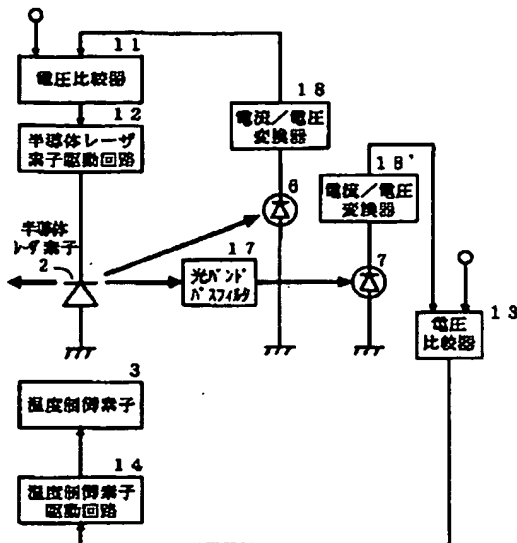 11
電圧比較器
12
半導体レーザ
素子駆動回路
半導体
レーザ素子
2
18
電流/電圧
変換器
6
18'
電流/電圧
変換器
17
光バンド
パスフィルタ
7
13
電圧
比較器
3
温度制御素子
14
温度制御素子
駆動回路